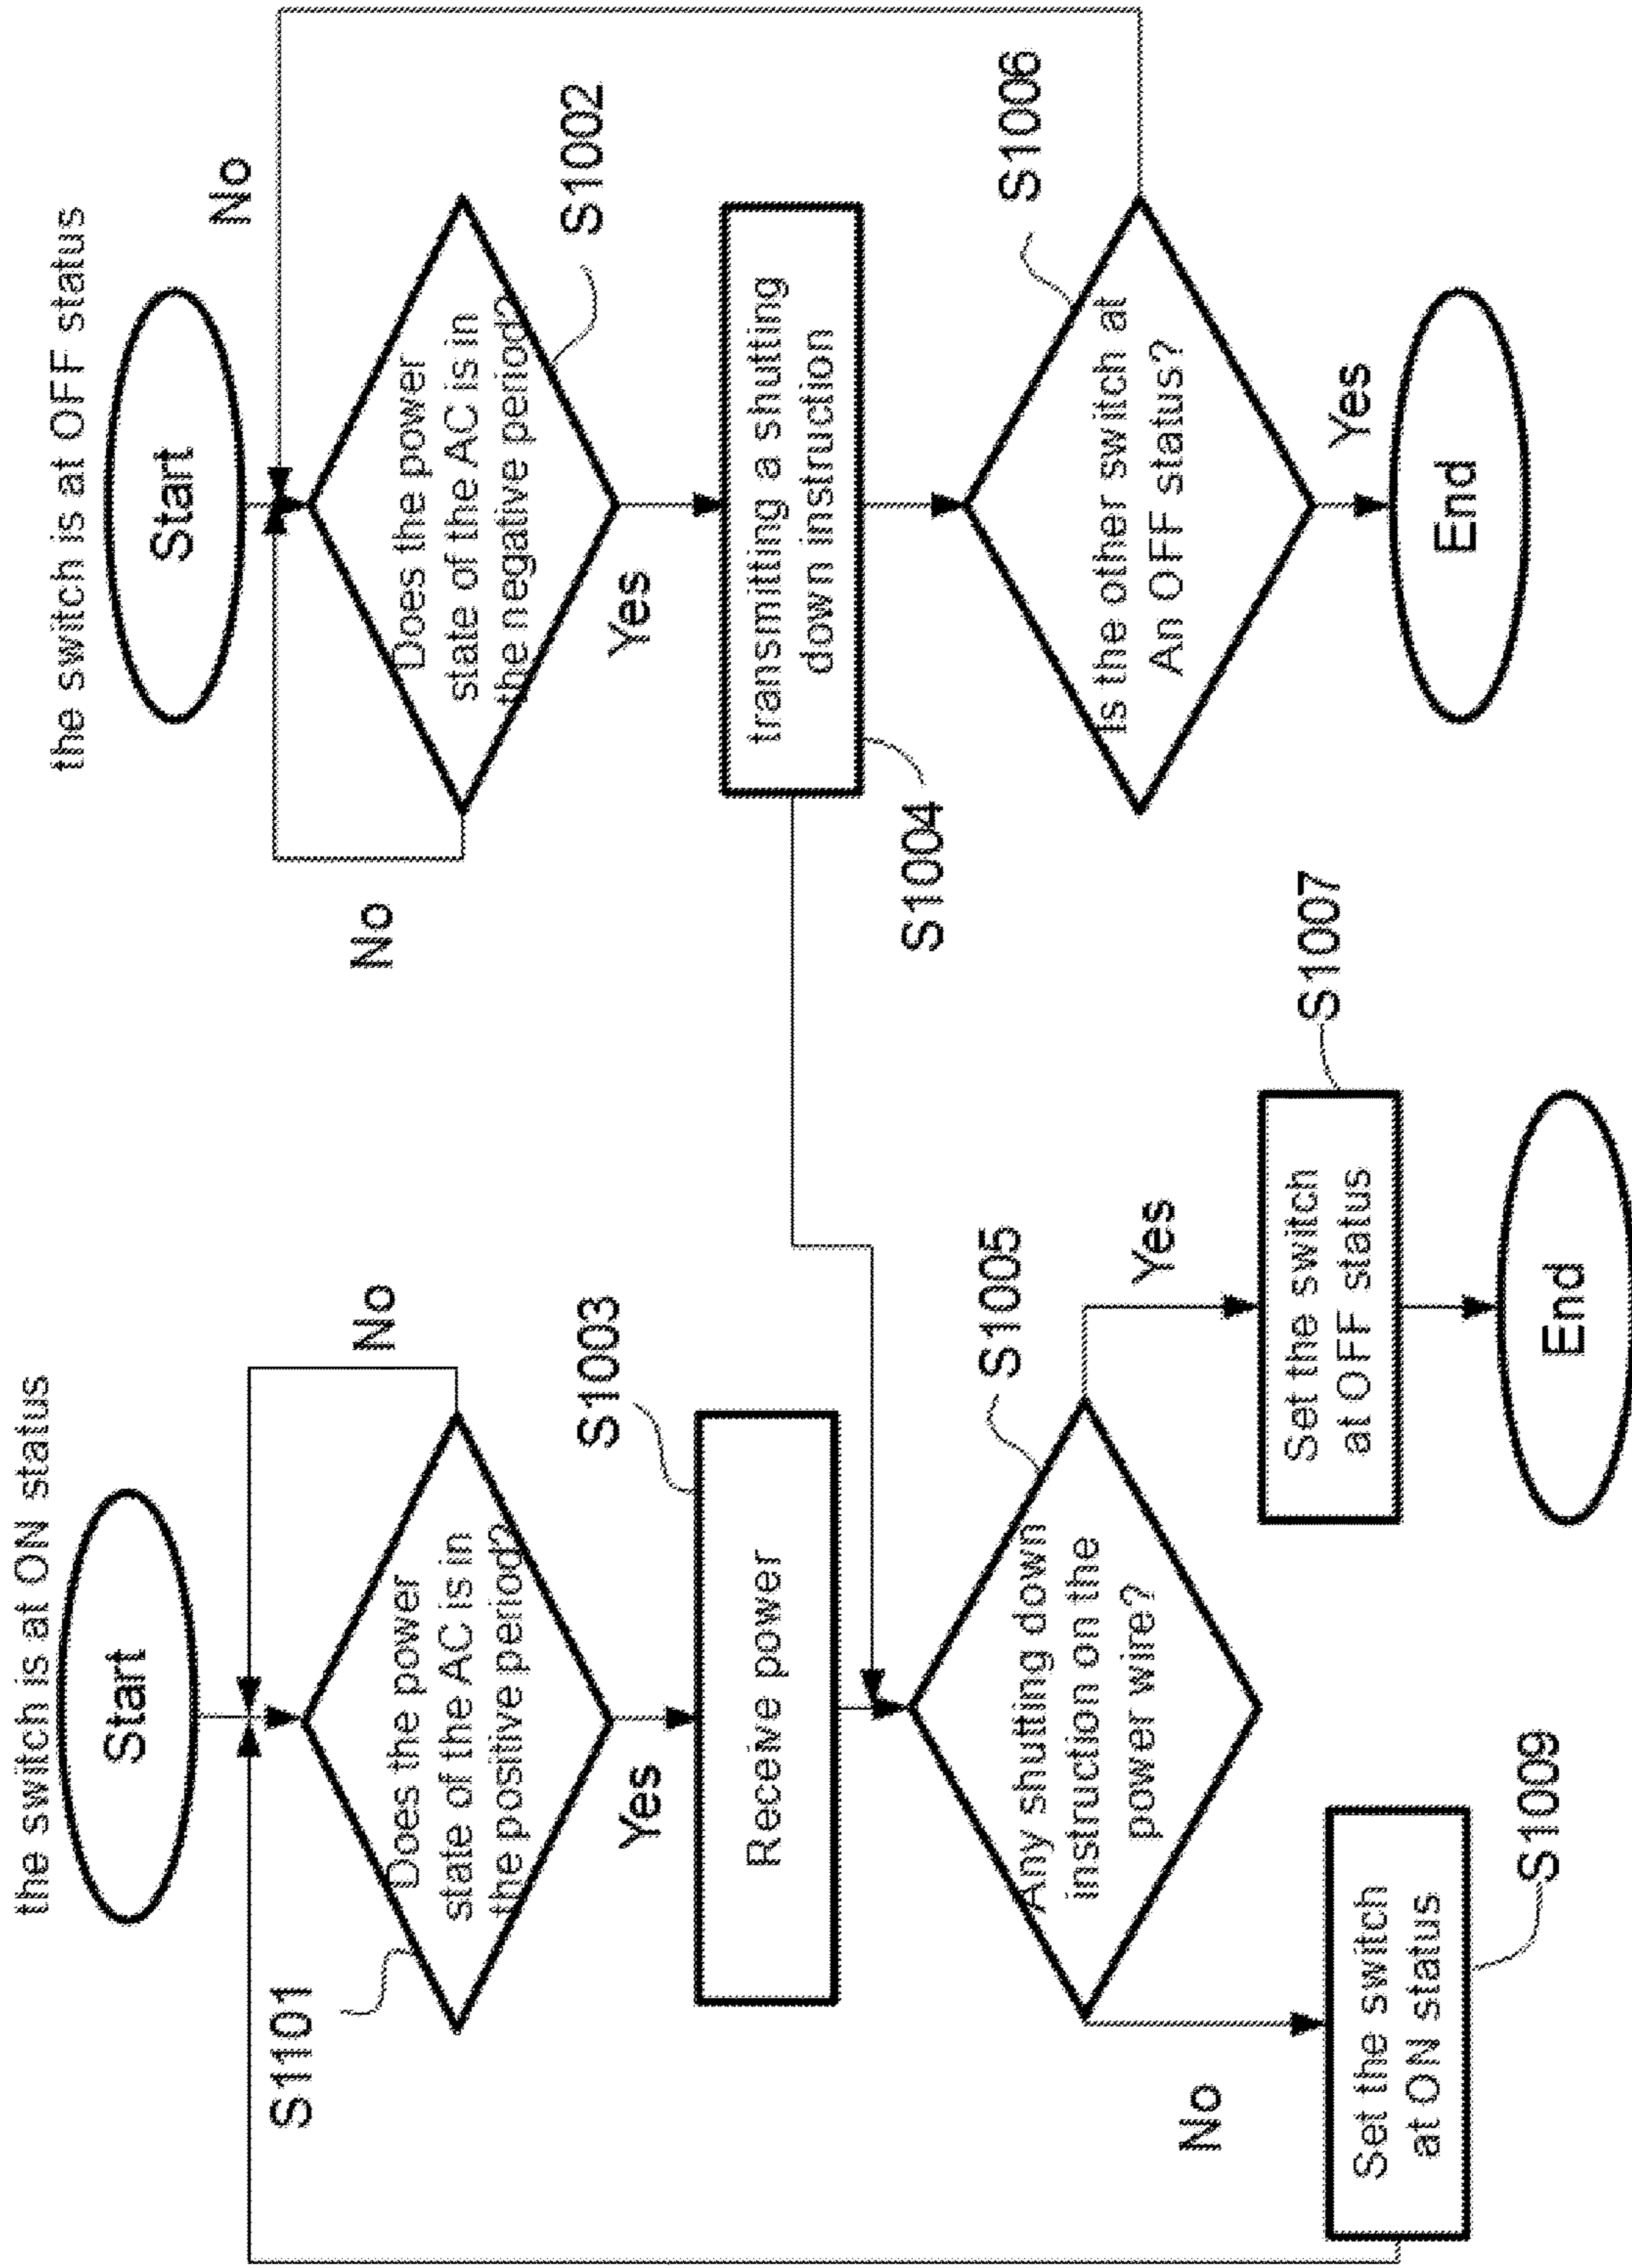 the switch is at ON status
Start
S1101
Does the power
state of the AC is in
the positive period?
No
Yes
S1003
Receive power
S1005
Any shutting down
instruction on the
power wire?
Yes
No
S1007
Set the switch
at OFF status
End
Set the switch
at ON status
S1009
the switch is at OFF status
Start
No
Does the power
state of the AC is in
the negative period?
S1002
No
Yes
transmiting a shuting
down instruction
S1004
S1006
Is the other switch at
An OFF status?
Yes
End